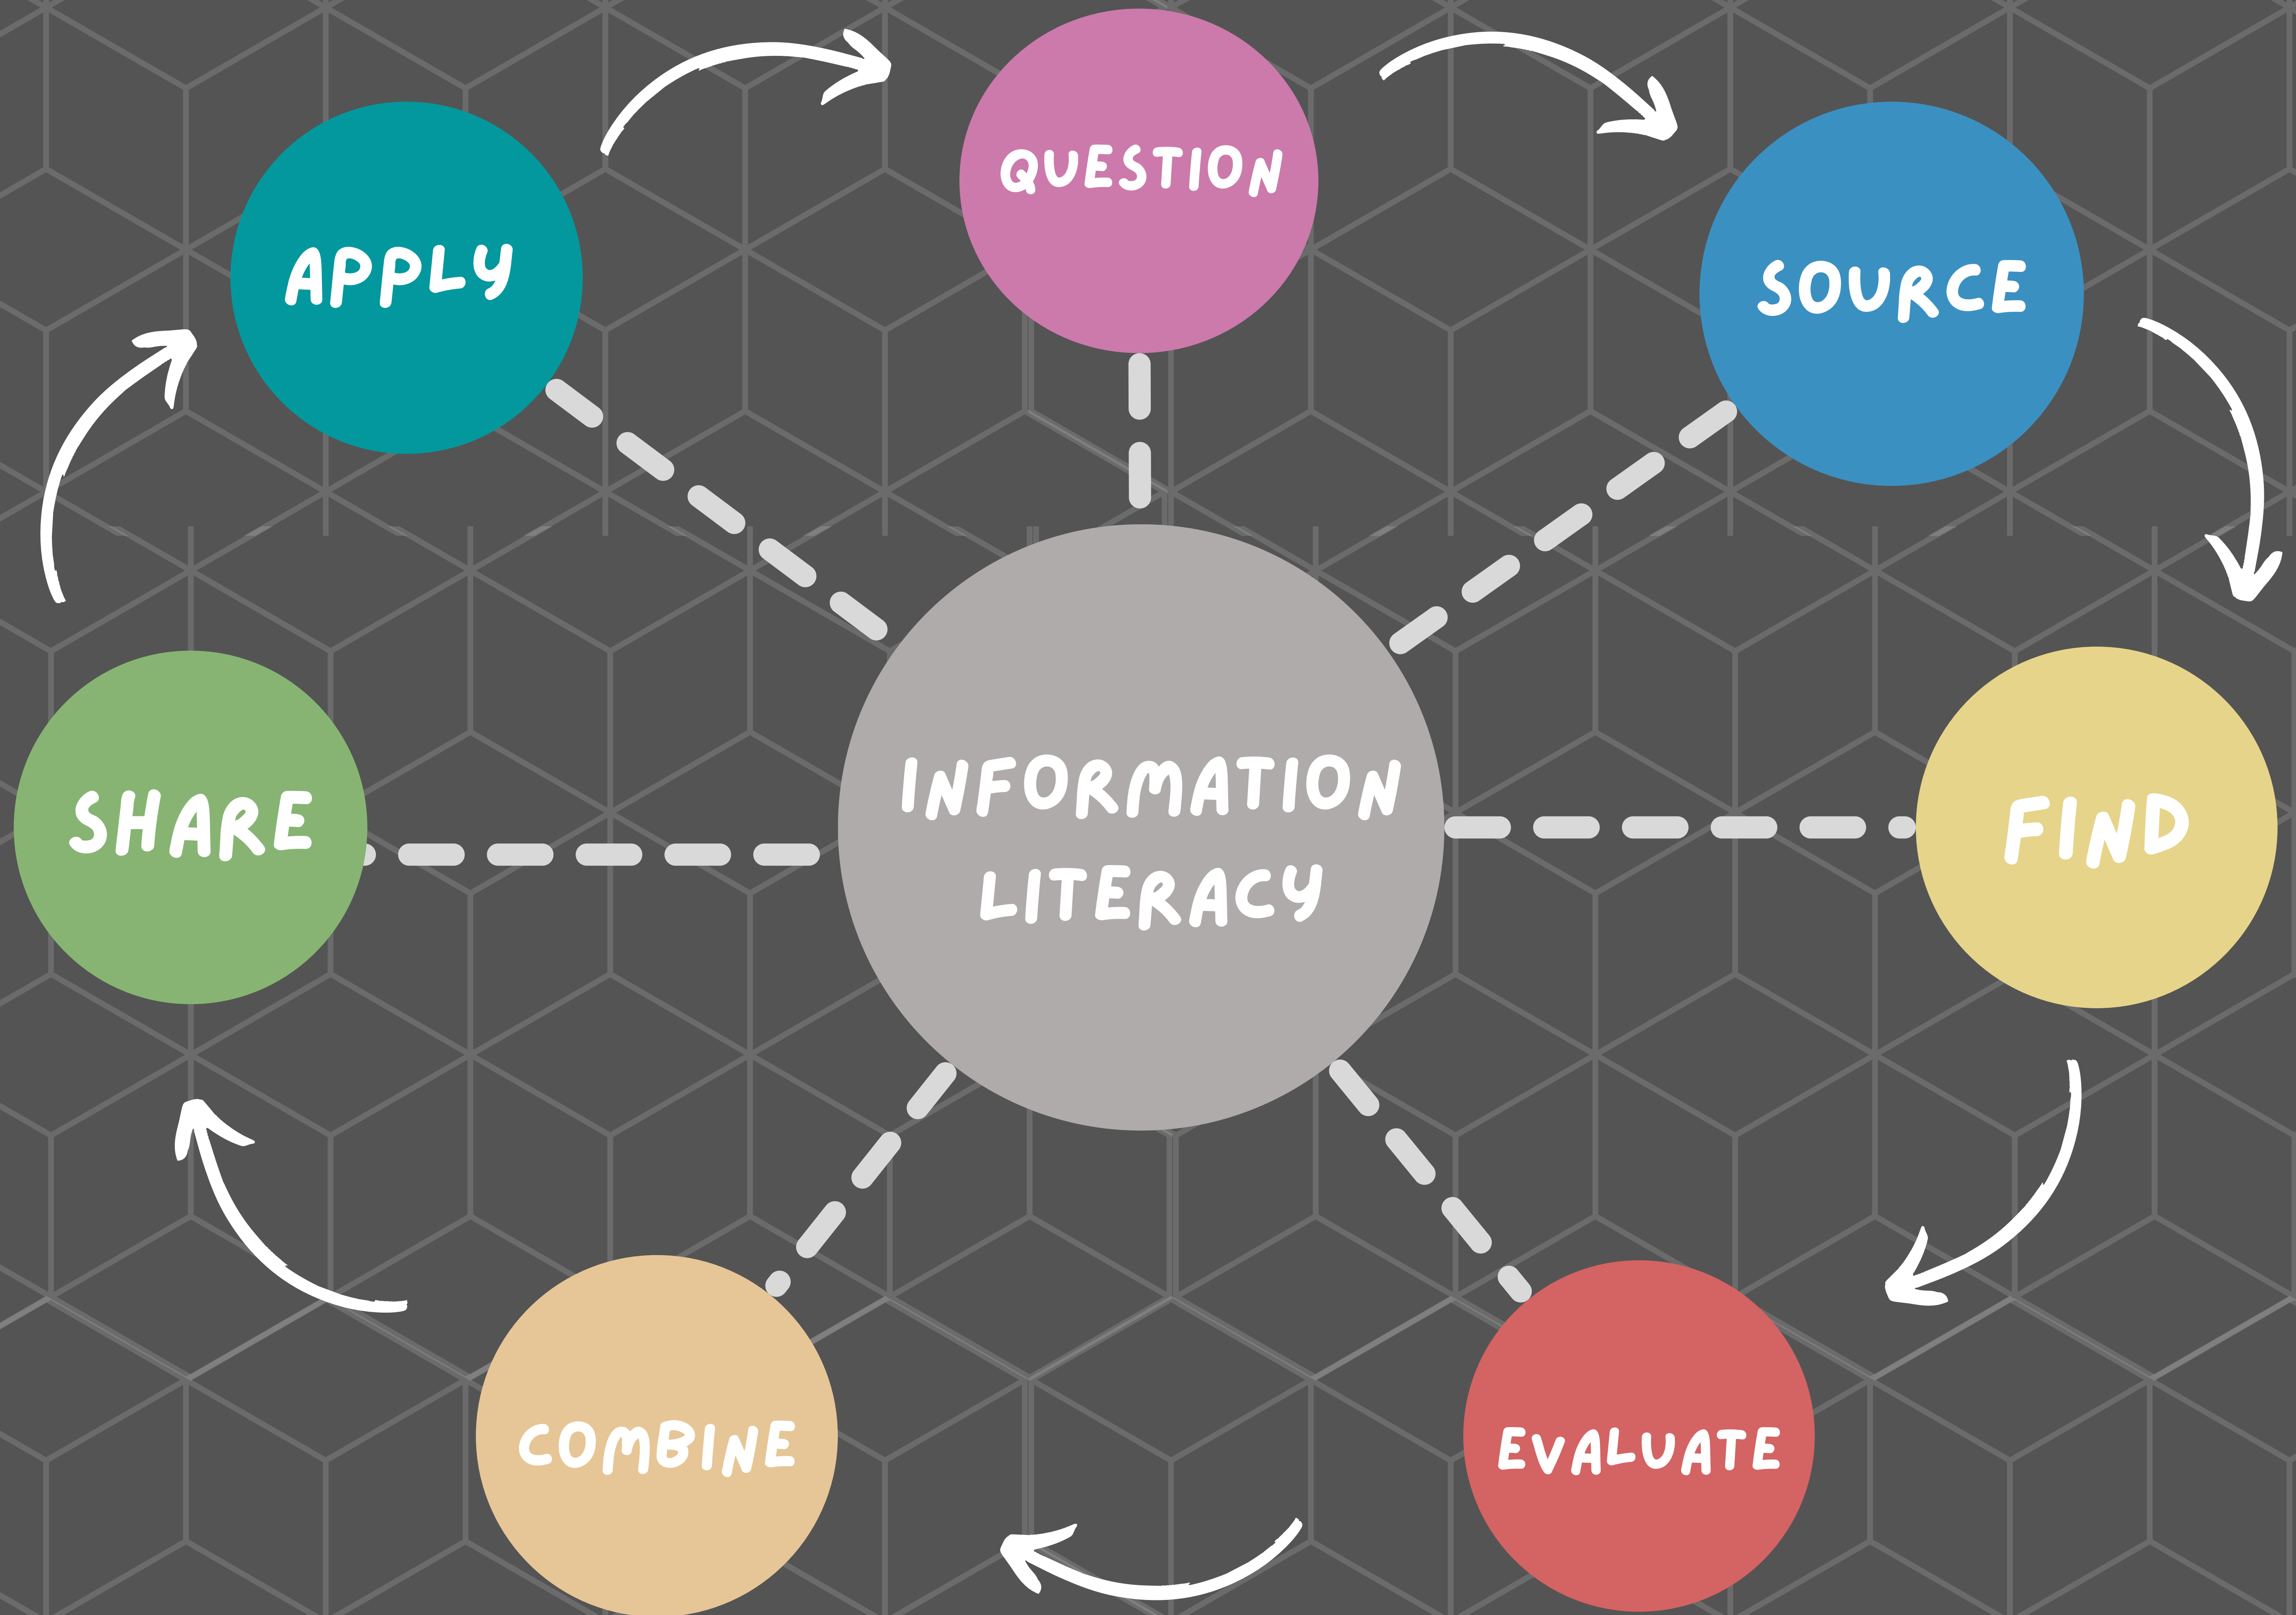 QUESTION
SOURCE
FIND
EVALUATE
COMBINE
SHARE
APPLY
INFORMATION
LITERACY